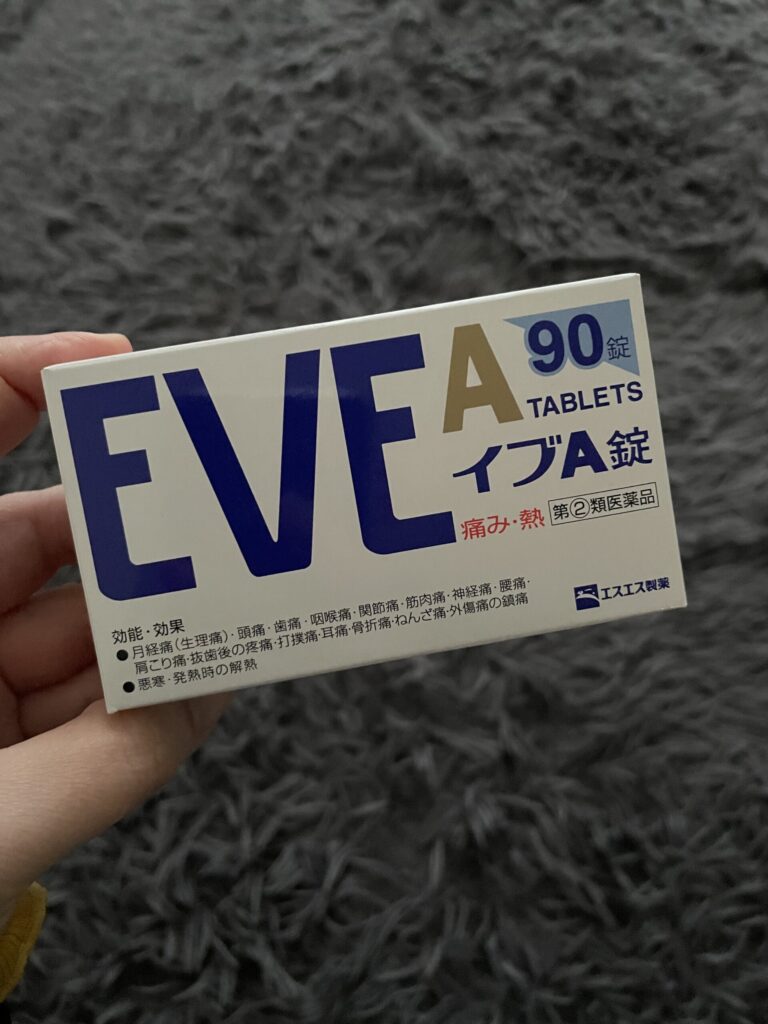 EVE A
90錠
TABLETS
イブA錠
痛み・熱
第②類医薬品
エスエス製薬
効能・効果
●月経痛(生理痛)・頭痛・歯痛・咽喉痛・関節痛・筋肉痛・神経痛・腰痛・
肩こり痛・抜歯後の疼痛・打撲痛・耳痛・骨折痛・ねんざ痛・外傷痛の鎮痛
●悪寒・発熱時の解熱